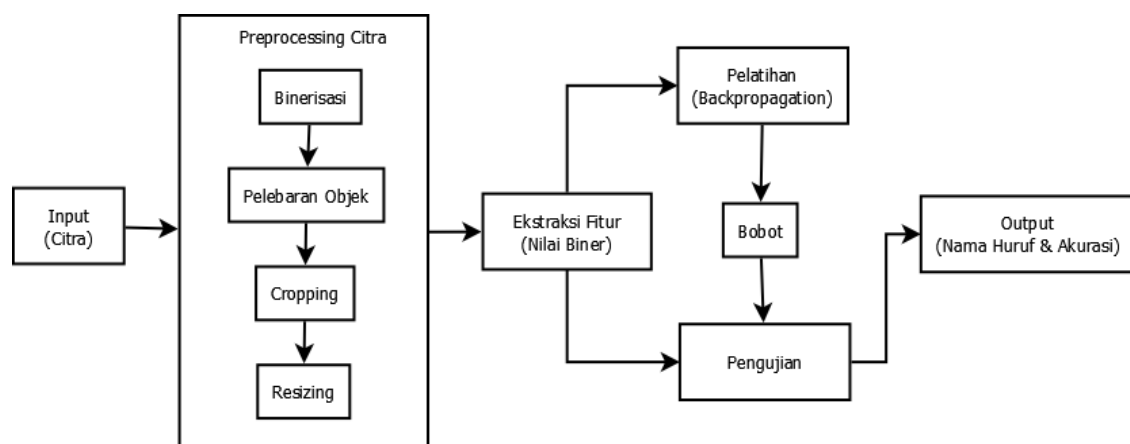 Input
(Citra)
Preprocessing Citra
Binerisasi
Pelebaran Objek
Cropping
Resizing
Ekstraksi Fitur
(Nilai Biner)
Pelatihan
(Backpropagation)
Bobot
Pengujian
Output
(Nama Huruf & Akurasi)